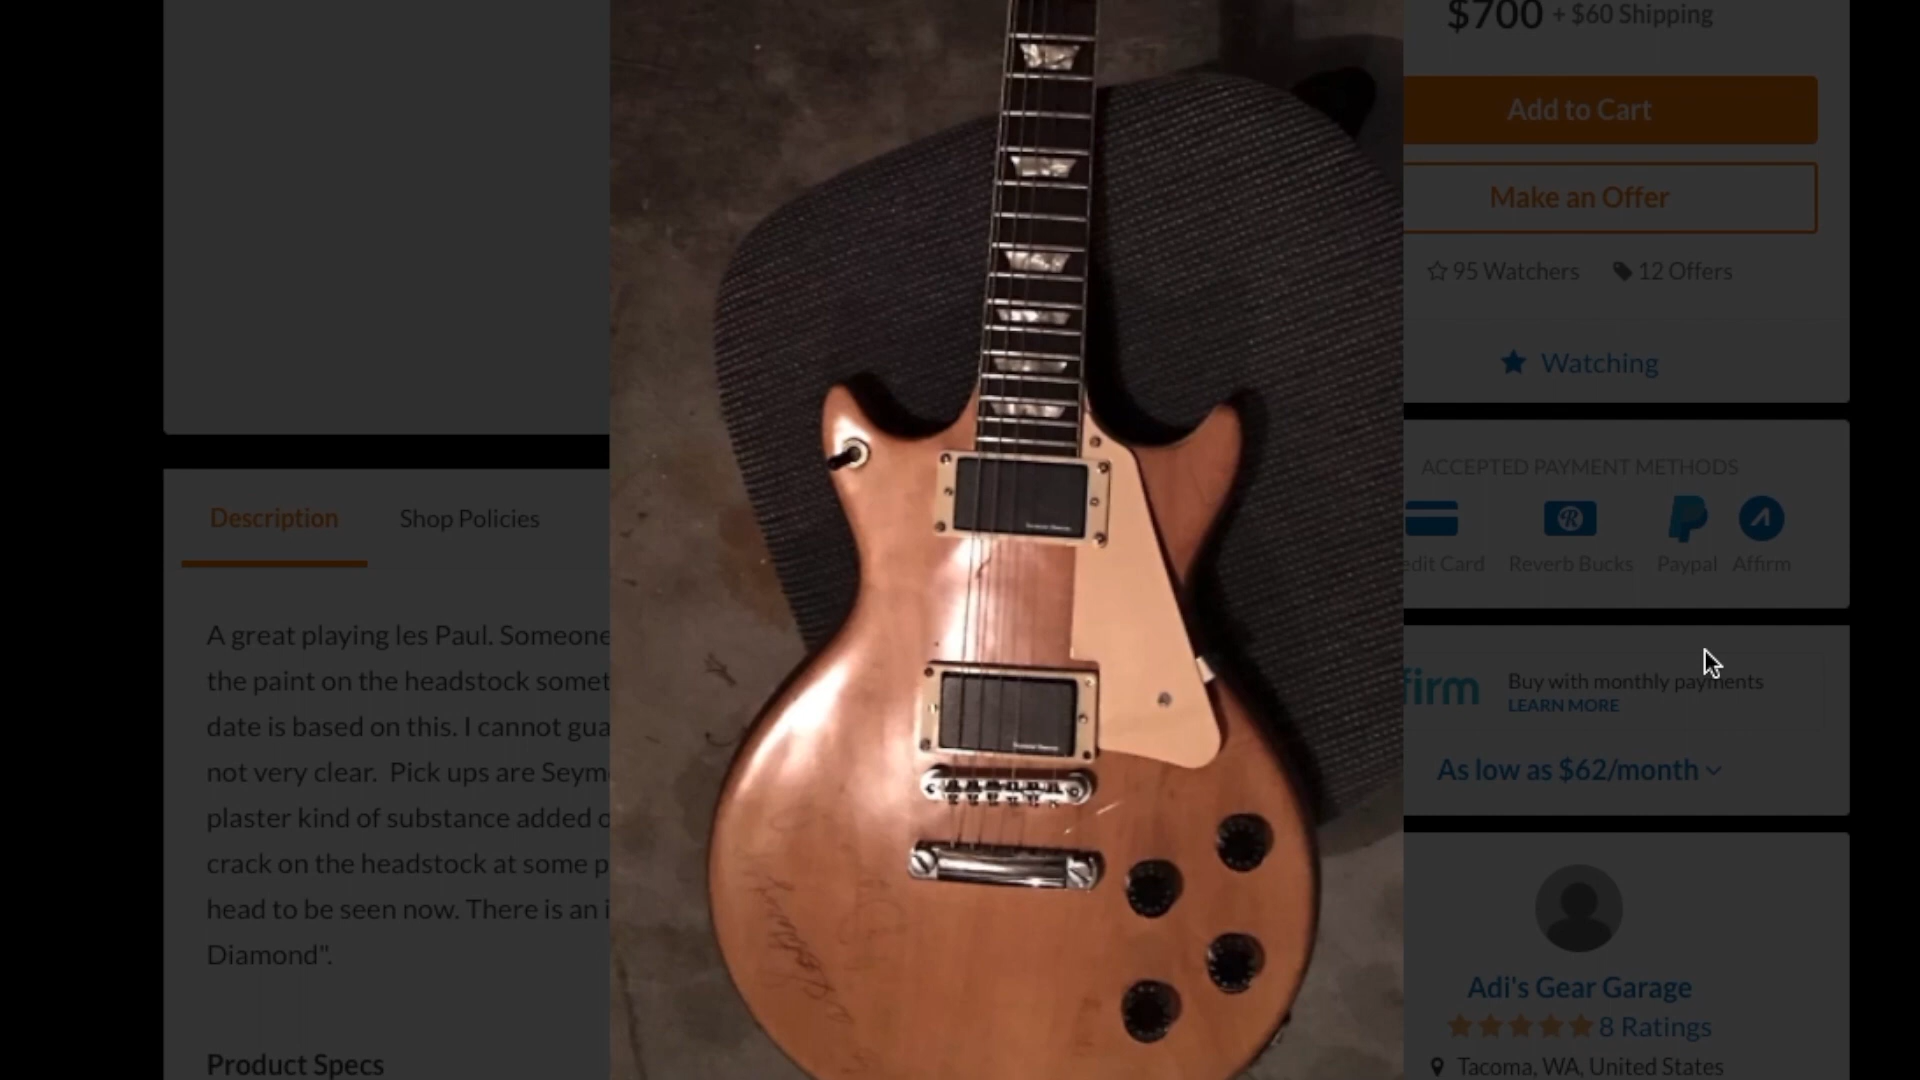 $700 + $60 Shipping
Add to Cart
Make an Offer
95 Watchers 12 Offers
Watching
ACCEPTED PAYMENT METHODS
edit Card Reverb Bucks Paypal Affirm
firm
Buy with monthly payments
LEARN MORE
As low as $62/month
Adi's Gear Garage
8 Ratings
Tacoma, WA, United States
Description Shop Policies
A great playing les Paul. Someone
the paint on the headstock somet
date is based on this. I cannot gua
not very clear. Pick ups are Seym
plaster kind of substance added o
crack on the headstock at some p
head to be seen now. There is an i
Diamond".
Product Specs